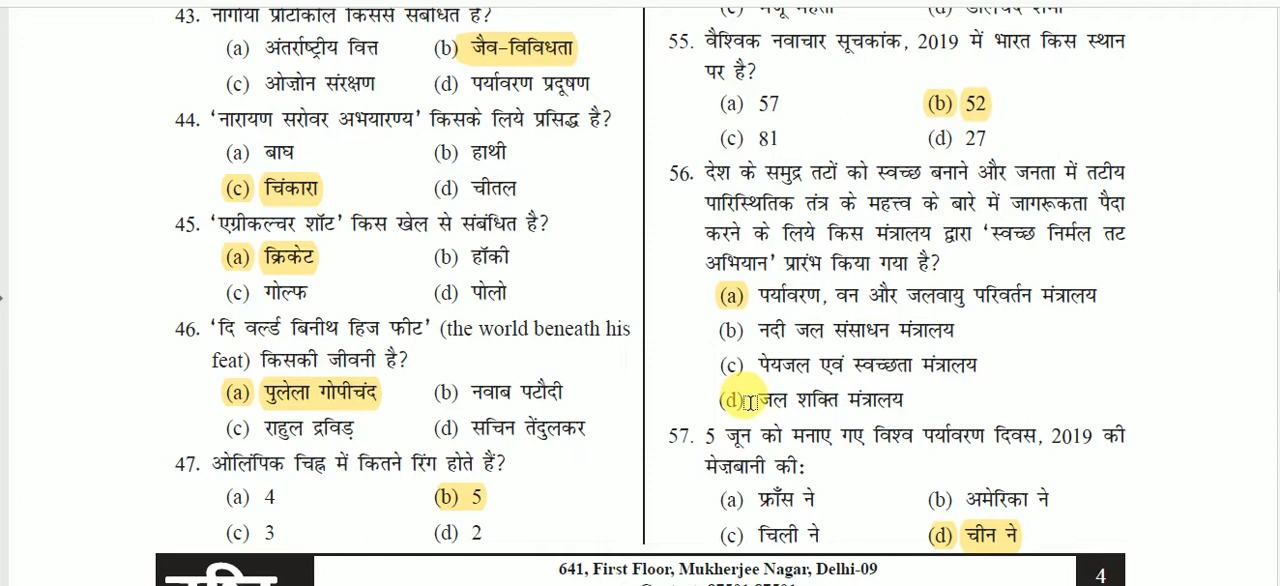 43. नागोया प्रोटोकॉल किससे संबंधित है?
(a) अंतर्राष्ट्रीय वित्त (b) जैव-विविधता
(c) ओज़ोन संरक्षण (d) पर्यावरण प्रदूषण
44. ‘नारायण सरोवर अभयारण्य’ किसके लिये प्रसिद्ध है?
(a) बाघ (b) हाथी
(c) चिंकारा (d) चीतल
45. ‘एग्रीकल्चर शॉट’ किस खेल से संबंधित है?
(a) क्रिकेट (b) हॉकी
(c) गोल्फ (d) पोलो
46. ‘दि वर्ल्ड बिनीथ हिज फीट’ (the world beneath his
feat) किसकी जीवनी है?
(a) पुलेला गोपीचंद (b) नवाब पटौदी
(c) राहुल द्रविड़ (d) सचिन तेंदुलकर
47. ओलिंपिक चिह्न में कितने रिंग होते हैं?
(a) 4 (b) 5
(c) 3 (d) 2
55. वैश्विक नवाचार सूचकांक, 2019 में भारत किस स्थान
पर है?
(a) 57 (b) 52
(c) 81 (d) 27
56. देश के समुद्र तटों को स्वच्छ बनाने और जनता में तटीय
पारिस्थितिक तंत्र के महत्त्व के बारे में जागरूकता पैदा
करने के लिये किस मंत्रालय द्वारा ‘स्वच्छ निर्मल तट
अभियान’ प्रारंभ किया गया है?
(a) पर्यावरण, वन और जलवायु परिवर्तन मंत्रालय
(b) नदी जल संसाधन मंत्रालय
(c) पेयजल एवं स्वच्छता मंत्रालय
(d) जल शक्ति मंत्रालय
57. 5 जून को मनाए गए विश्व पर्यावरण दिवस, 2019 की
मेज़बानी की:
(a) फ्राँस ने (b) अमेरिका ने
(c) चिली ने (d) चीन ने
641, First Floor, Mukherjee Nagar, Delhi-09
4